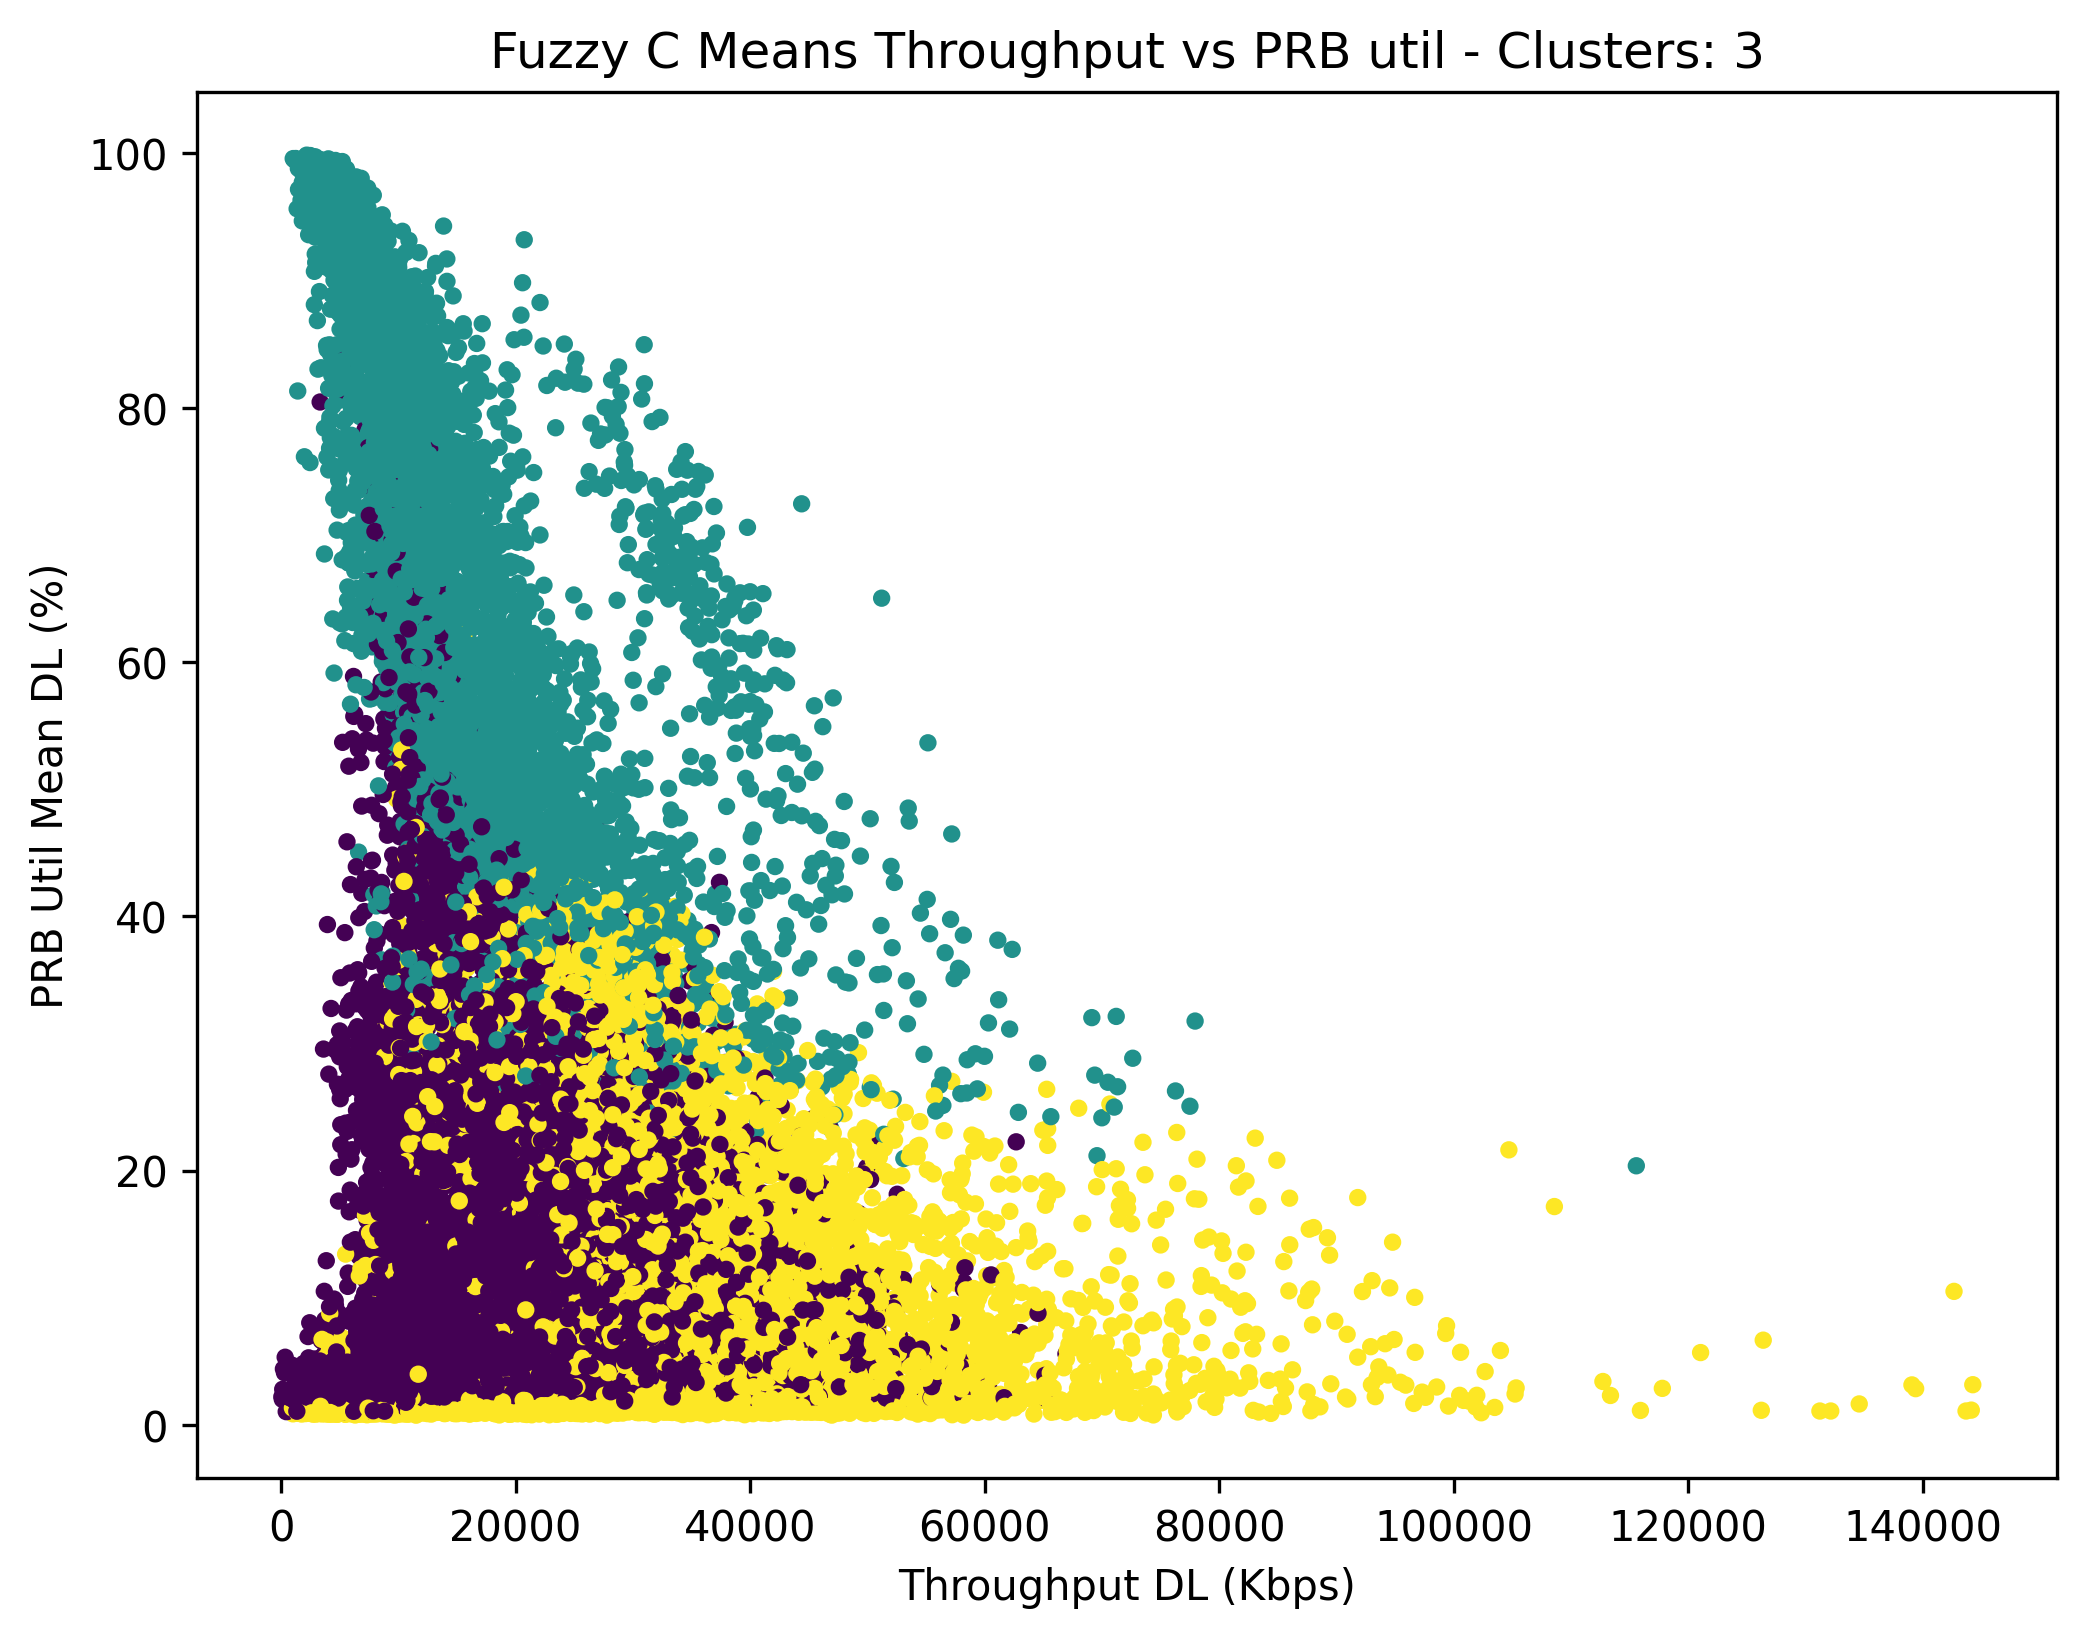 Fuzzy C Means Throughput vs PRB util - Clusters: 3
100
80
60
40
20
0
PRB Util Mean DL (%)
0 20000 40000 60000 80000 100000 120000 140000
Throughput DL (Kbps)